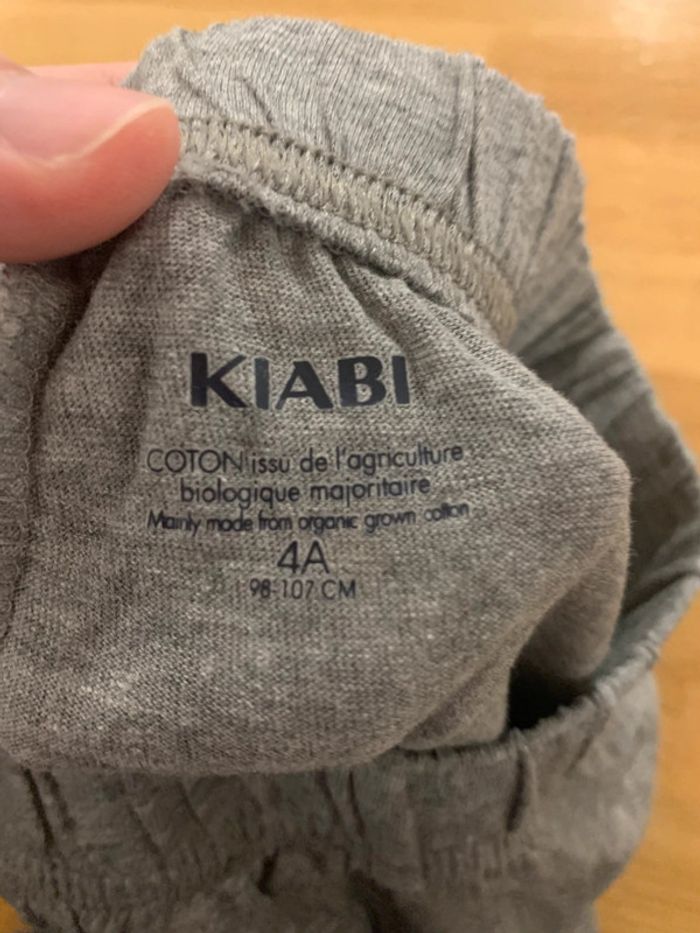 KIABI
COTON issu de l'agriculture
biologique majoritaire
Mainly made from organic grown cotton
4A
98-107 CM